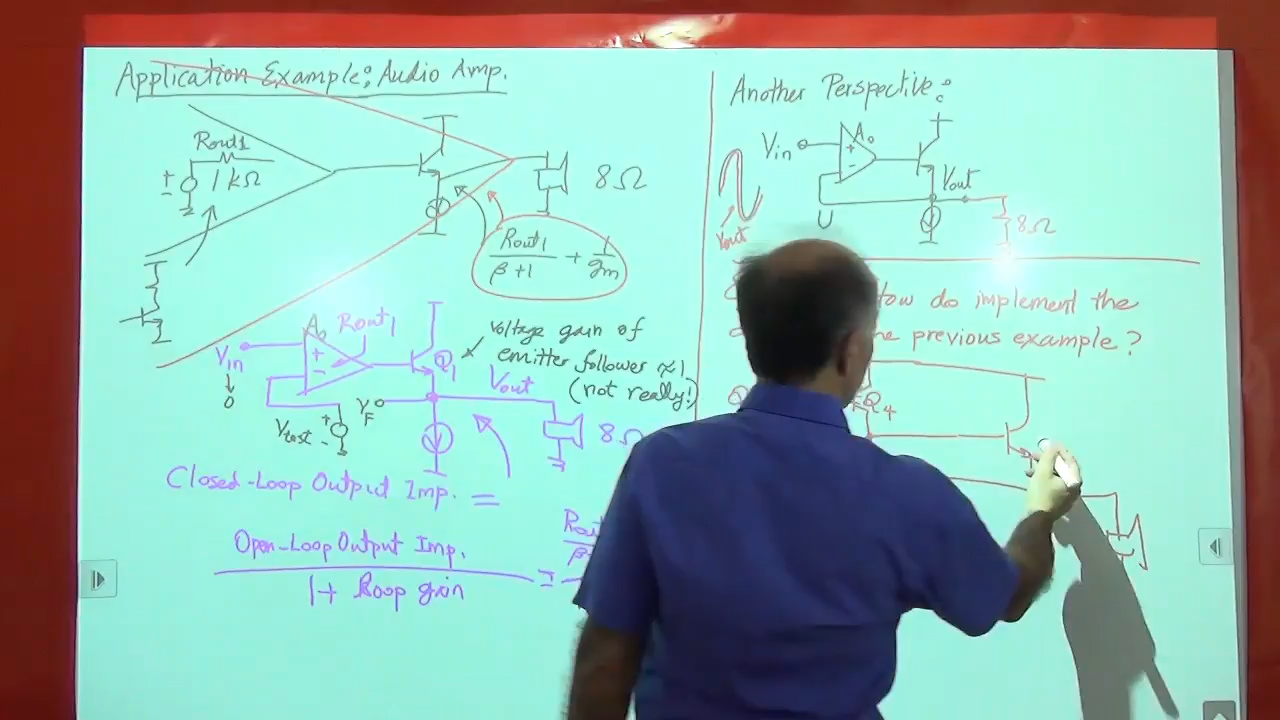 Application Example: Audio Amp.
Rout1
1 kΩ
+
-
8Ω
Rout1
β+1
+ 1
gm
A0
Rout1
Vin
+
-
Q1
voltage gain of
emitter follower ≈ 1
(not really!)
Vout
0
VF
Vtest
+
-
8Ω
Closed-Loop Output Imp. =
Open-Loop Output Imp.
1+ Loop gain
=
Another Perspective:
Vin
A0
+
-
Vout
Vout
8Ω
How do implement the
previous example?
Q4